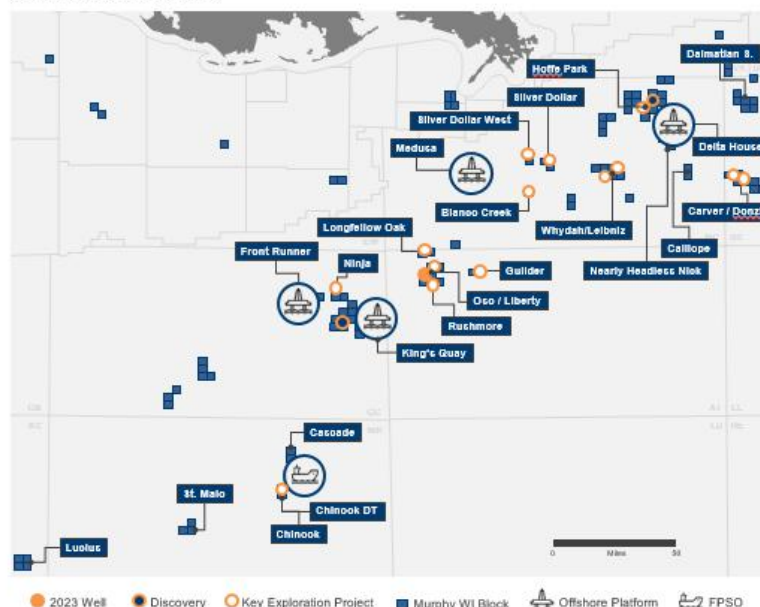 Dalmatian S.
Hoffe Park
Silver Dollar
Silver Dollar West
Medusa
Delta House
Blanco Creek
Carver / Donz
Whydah/Leibniz
Longfellow Oak
Calliope
Front Runner
Ninja
Guilder
Nearly Headless Nick
Oso / Liberty
Rushmore
King's Quay
Cascade
St. Malo
Chinook DT
Chinook
Lucius
0
Miles
50
2023 Well
Discovery
Key Exploration Project
Murphy WI Block
Offshore Platform
FPSO